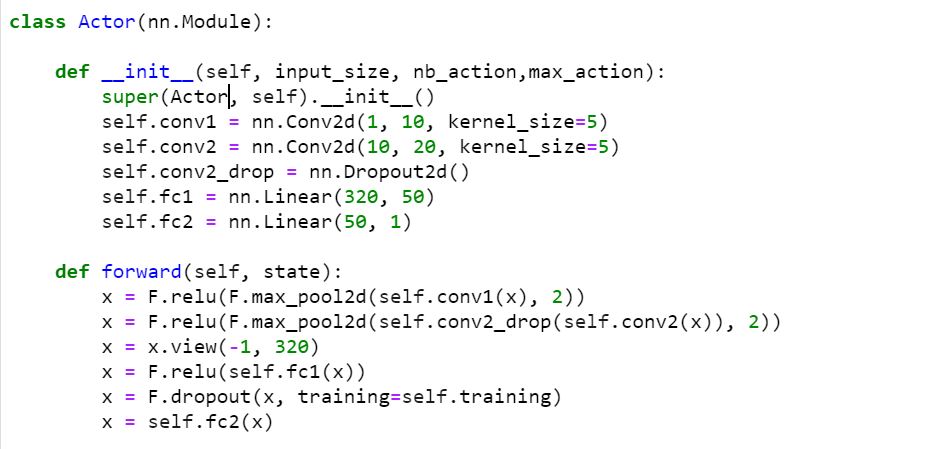 class Actor(nn.Module):
    def __init__(self, input_size, nb_action,max_action):
        super(Actor, self).__init__()
        self.conv1 = nn.Conv2d(1, 10, kernel_size=5)
        self.conv2 = nn.Conv2d(10, 20, kernel_size=5)
        self.conv2_drop = nn.Dropout2d()
        self.fc1 = nn.Linear(320, 50)
        self.fc2 = nn.Linear(50, 1)
    def forward(self, state):
        x = F.relu(F.max_pool2d(self.conv1(x), 2))
        x = F.relu(F.max_pool2d(self.conv2_drop(self.conv2(x)), 2))
        x = x.view(-1, 320)
        x = F.relu(self.fc1(x))
        x = F.dropout(x, training=self.training)
        x = self.fc2(x)